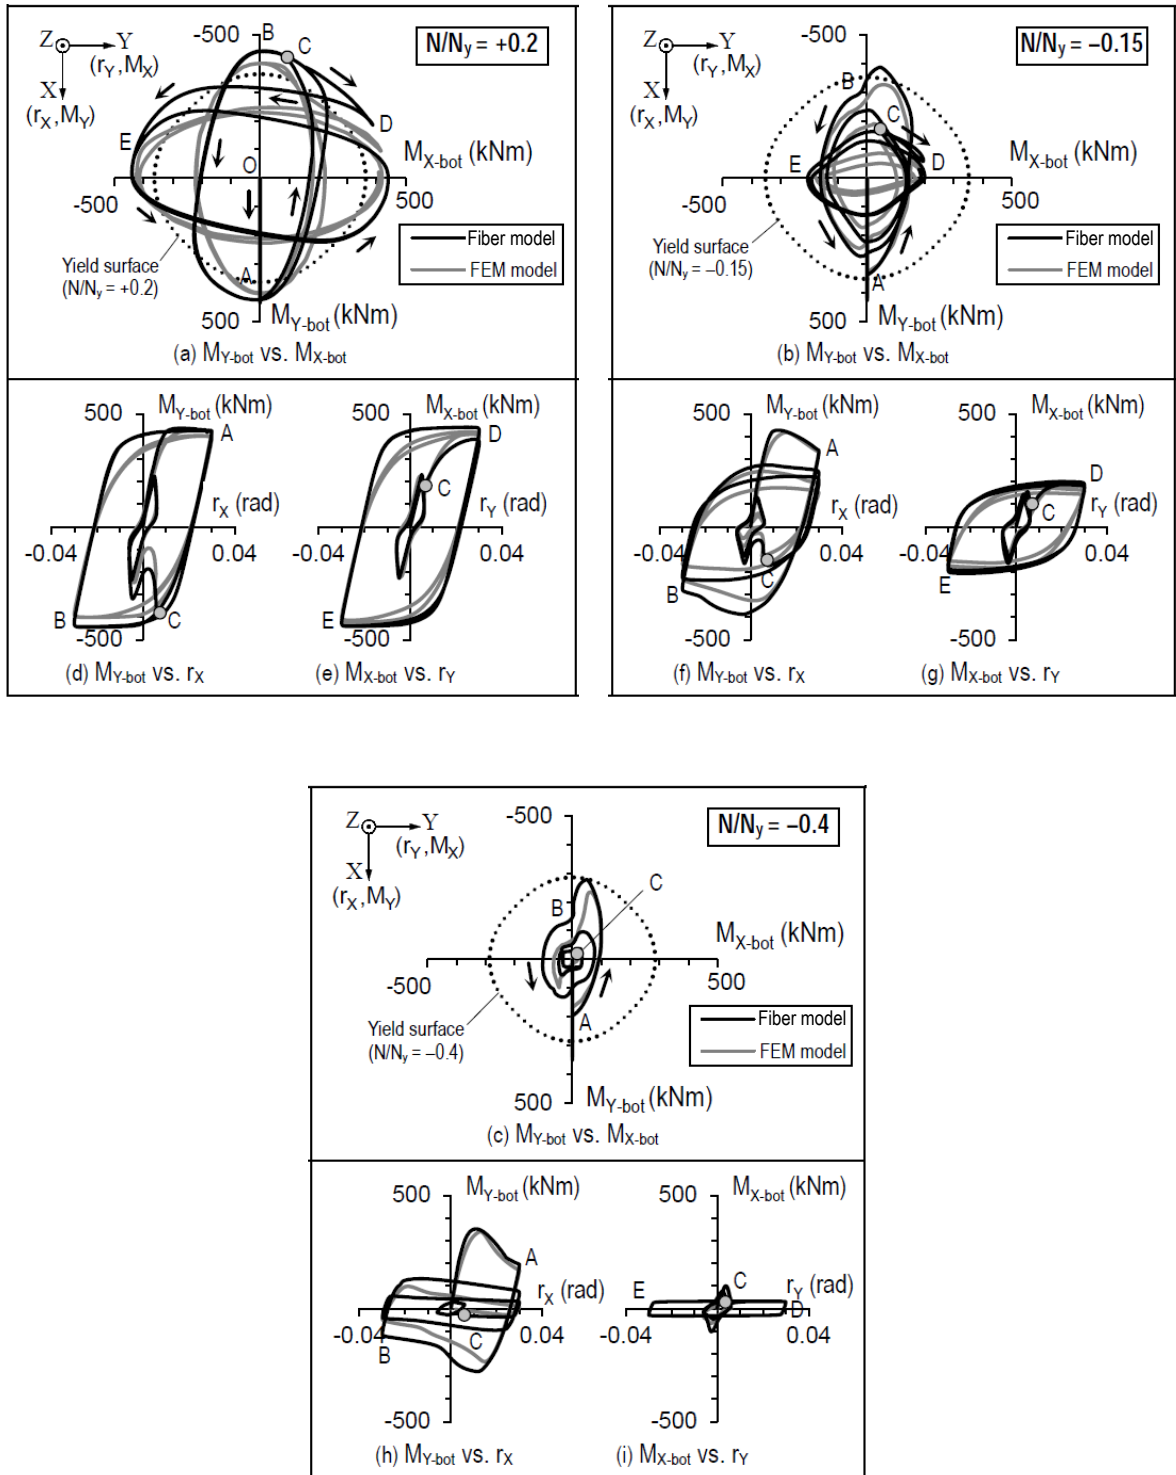 -500
B
C
N/Ny = +0.2
Z
Y
(rY,MX)
X
(rX,MY)
D
E
MX-bot (kNm)
O
-500
500
Fiber model
FEM model
Yield surface
(N/Ny = +0.2)
A
500
MY-bot (kNm)
(a) MY-bot vs. MX-bot
-500
N/Ny = −0.15
Z
Y
(rY,MX)
X
(rX,MY)
B
C
E
D
MX-bot (kNm)
-500
500
Fiber model
FEM model
Yield surface
(N/Ny = −0.15)
A
500
MY-bot (kNm)
(b) MY-bot vs. MX-bot
500
MY-bot (kNm)
A
rX (rad)
-0.04
0.04
B
C
-500
(d) MY-bot vs. rX
500
MX-bot (kNm)
D
C
rY (rad)
-0.04
0.04
E
-500
(e) MX-bot vs. rY
500
MY-bot (kNm)
A
rX (rad)
-0.04
0.04
C
B
-500
(f) MY-bot vs. rX
500
MX-bot (kNm)
D
C
rY (rad)
-0.04
0.04
E
-500
(g) MX-bot vs. rY
-500
N/Ny = −0.4
Z
Y
(rY,MX)
X
(rX,MY)
C
B
MX-bot (kNm)
-500
500
A
Fiber model
FEM model
Yield surface
(N/Ny = −0.4)
500
MY-bot (kNm)
(c) MY-bot vs. MX-bot
500
MY-bot (kNm)
A
rX (rad)
-0.04
0.04
C
B
-500
(h) MY-bot vs. rX
500
MX-bot (kNm)
C
E
rY (rad)
D
-0.04
0.04
-500
(i) MX-bot vs. rY